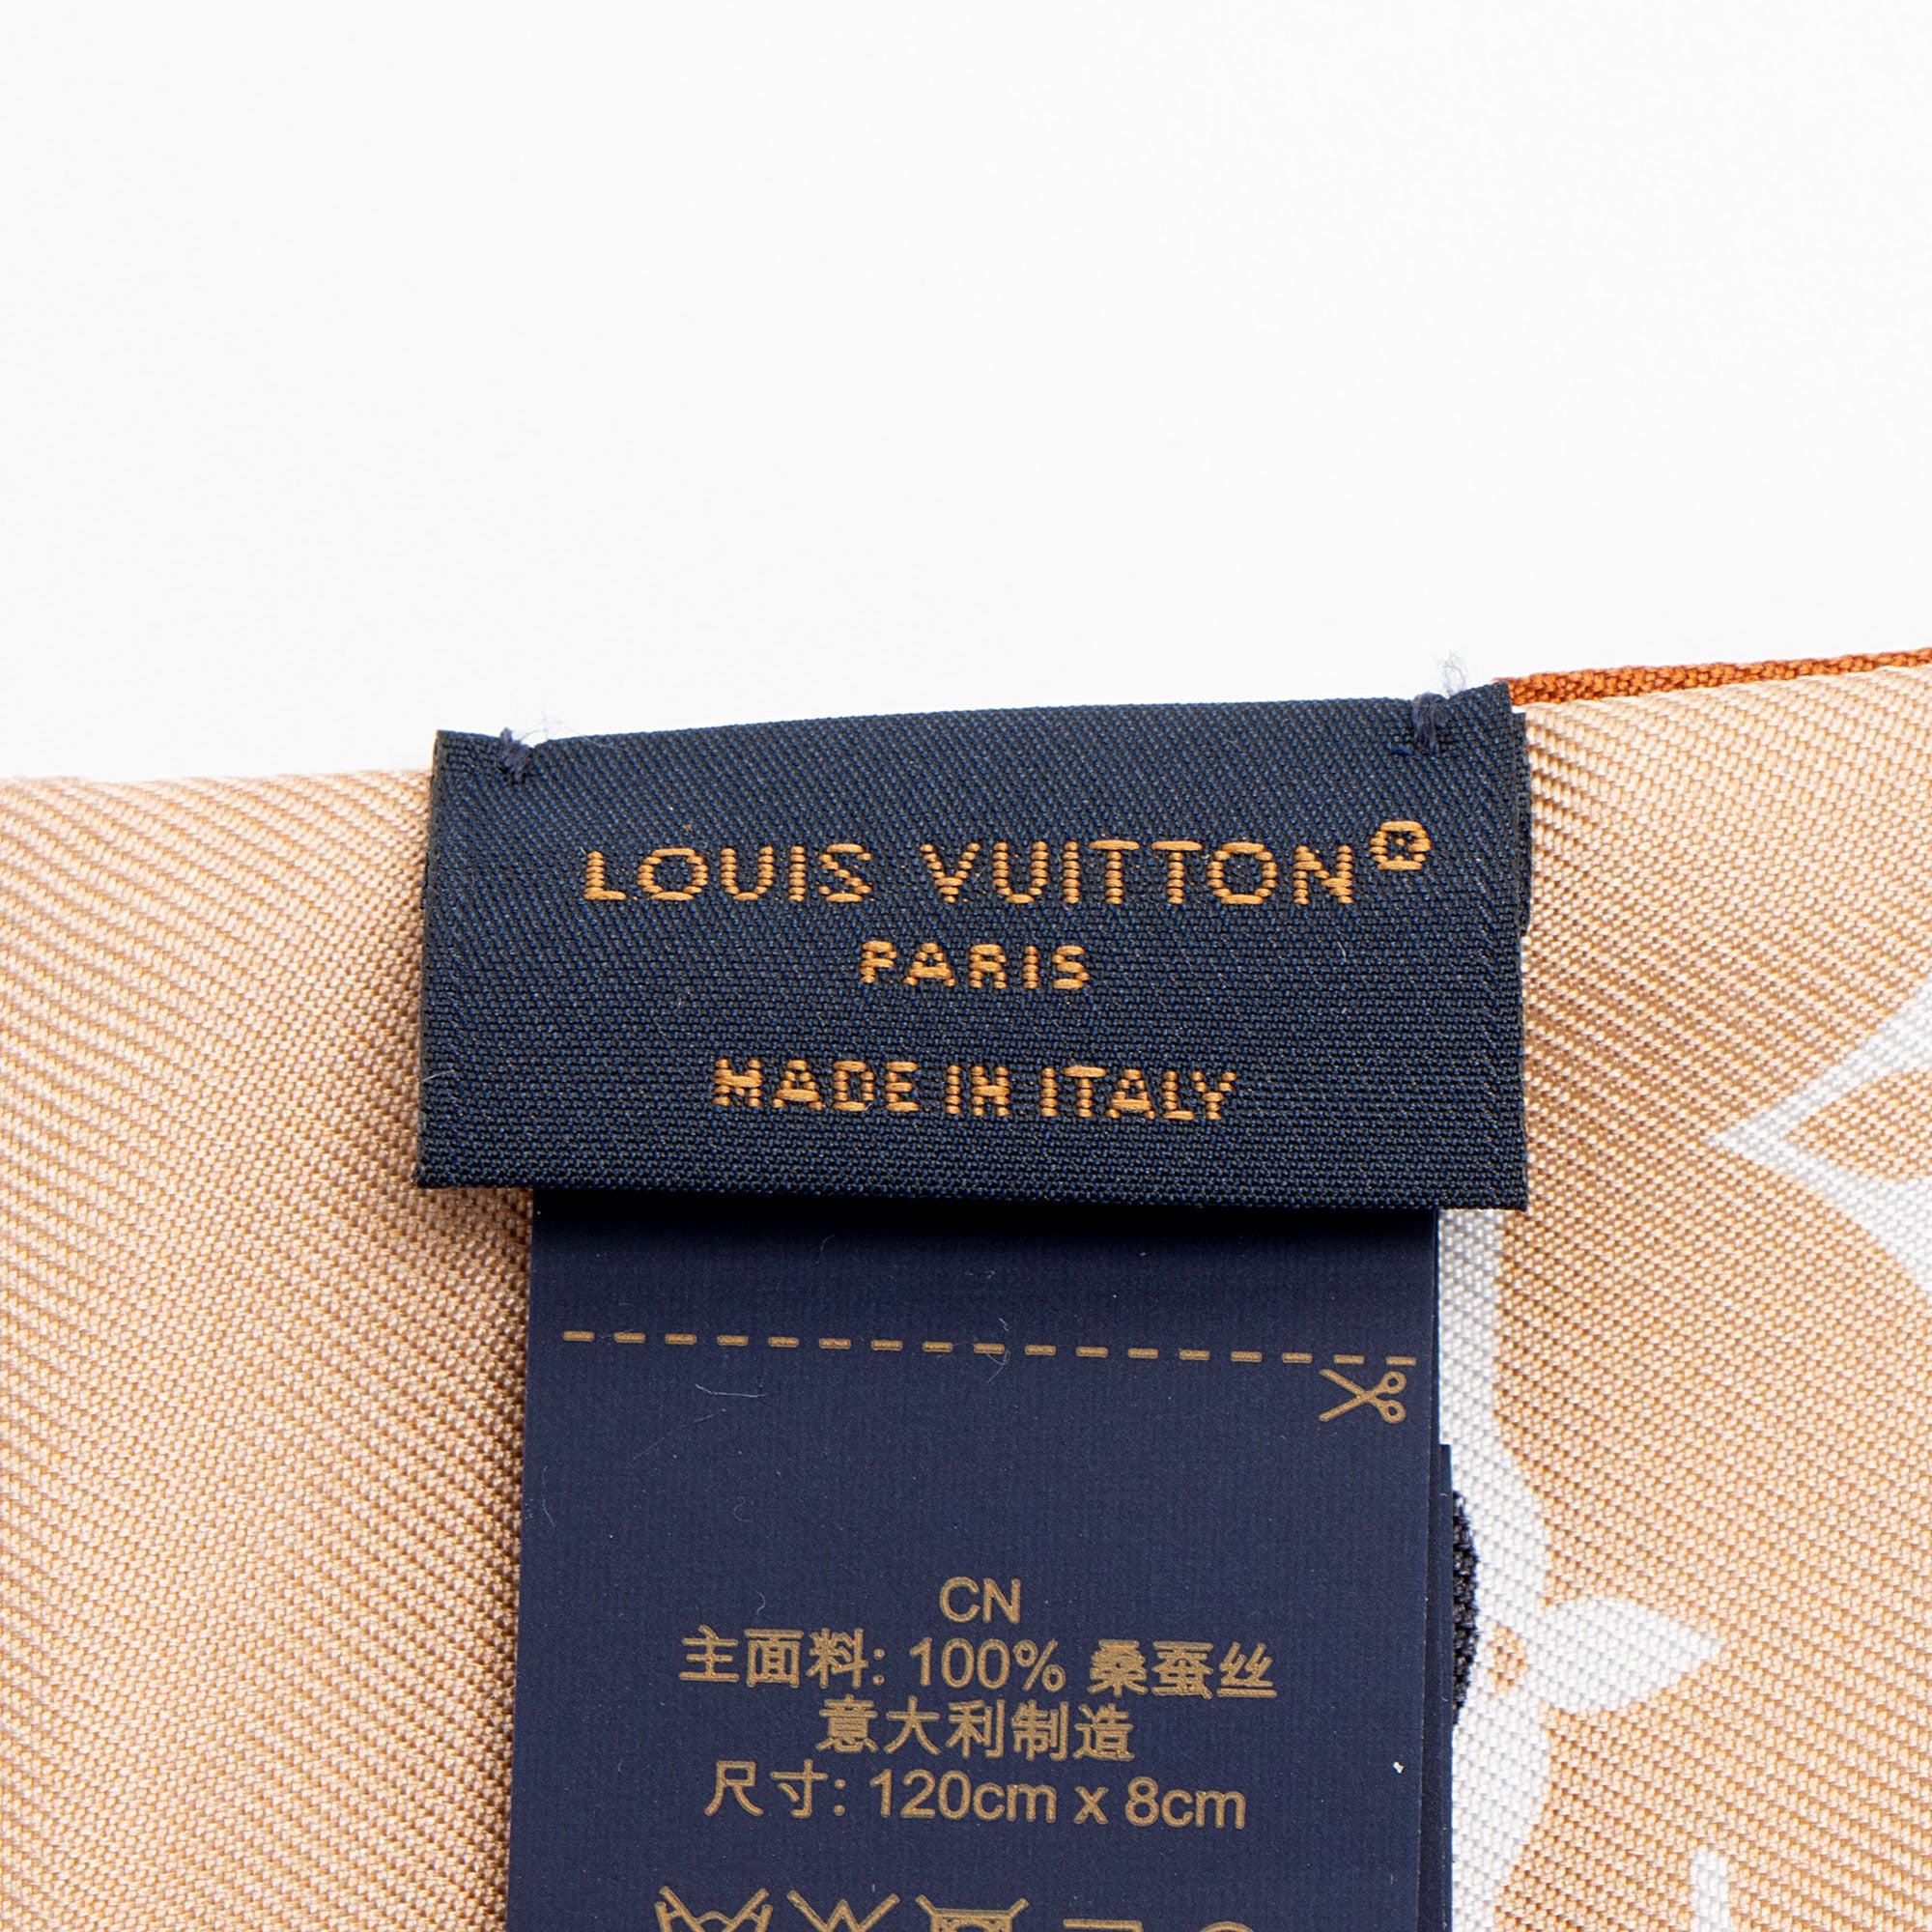 LOUIS VUITTON®
PARIS
MADE IN ITALY
CN
主面料: 100% 桑蚕丝
意大利制造
尺寸: 120cm x 8cm